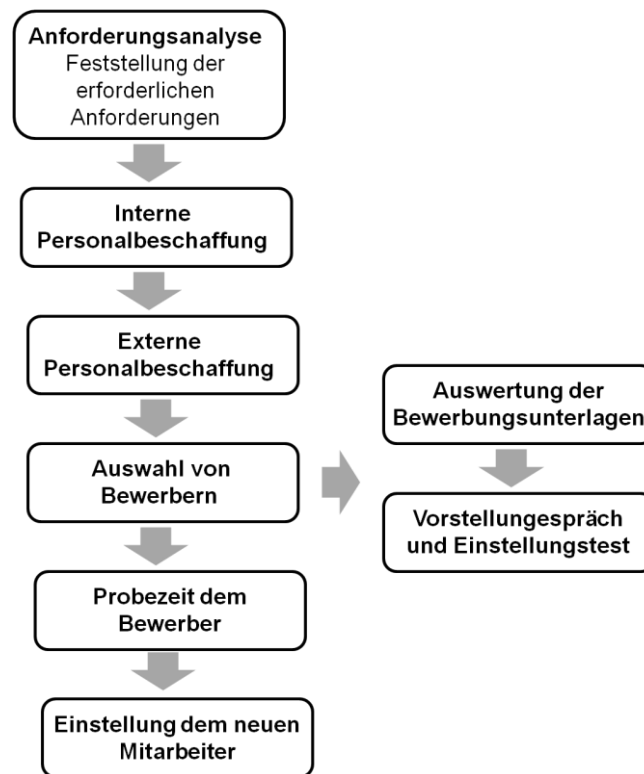 Anforderungsanalyse
Feststellung der
erforderlichen
Anforderungen
Interne
Personalbeschaffung
Externe
Personalbeschaffung
Auswahl von
Bewerbern
Auswertung der
Bewerbungsunterlagen
Vorstellungespräch
und Einstellungstest
Probezeit dem
Bewerber
Einstellung dem neuen
Mitarbeiter